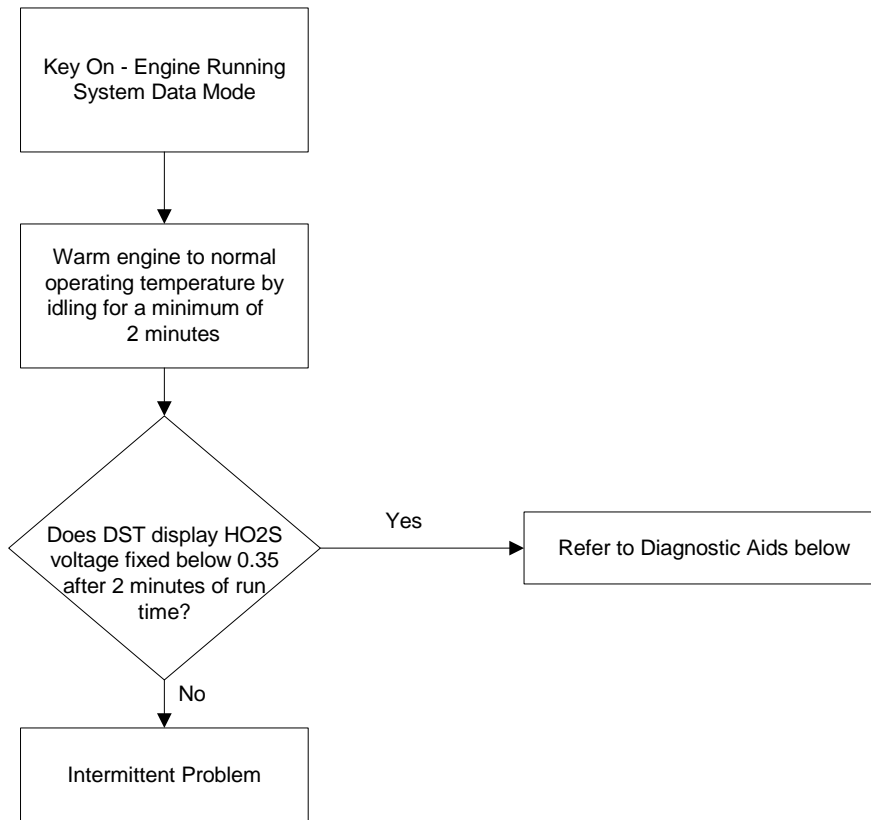 Key On - Engine Running
System Data Mode
Warm engine to normal
operating temperature by
idling for a minimum of
2 minutes
Does DST display HO2S
voltage fixed below 0.35
after 2 minutes of run
time?
Yes
Refer to Diagnostic Aids below
No
Intermittent Problem